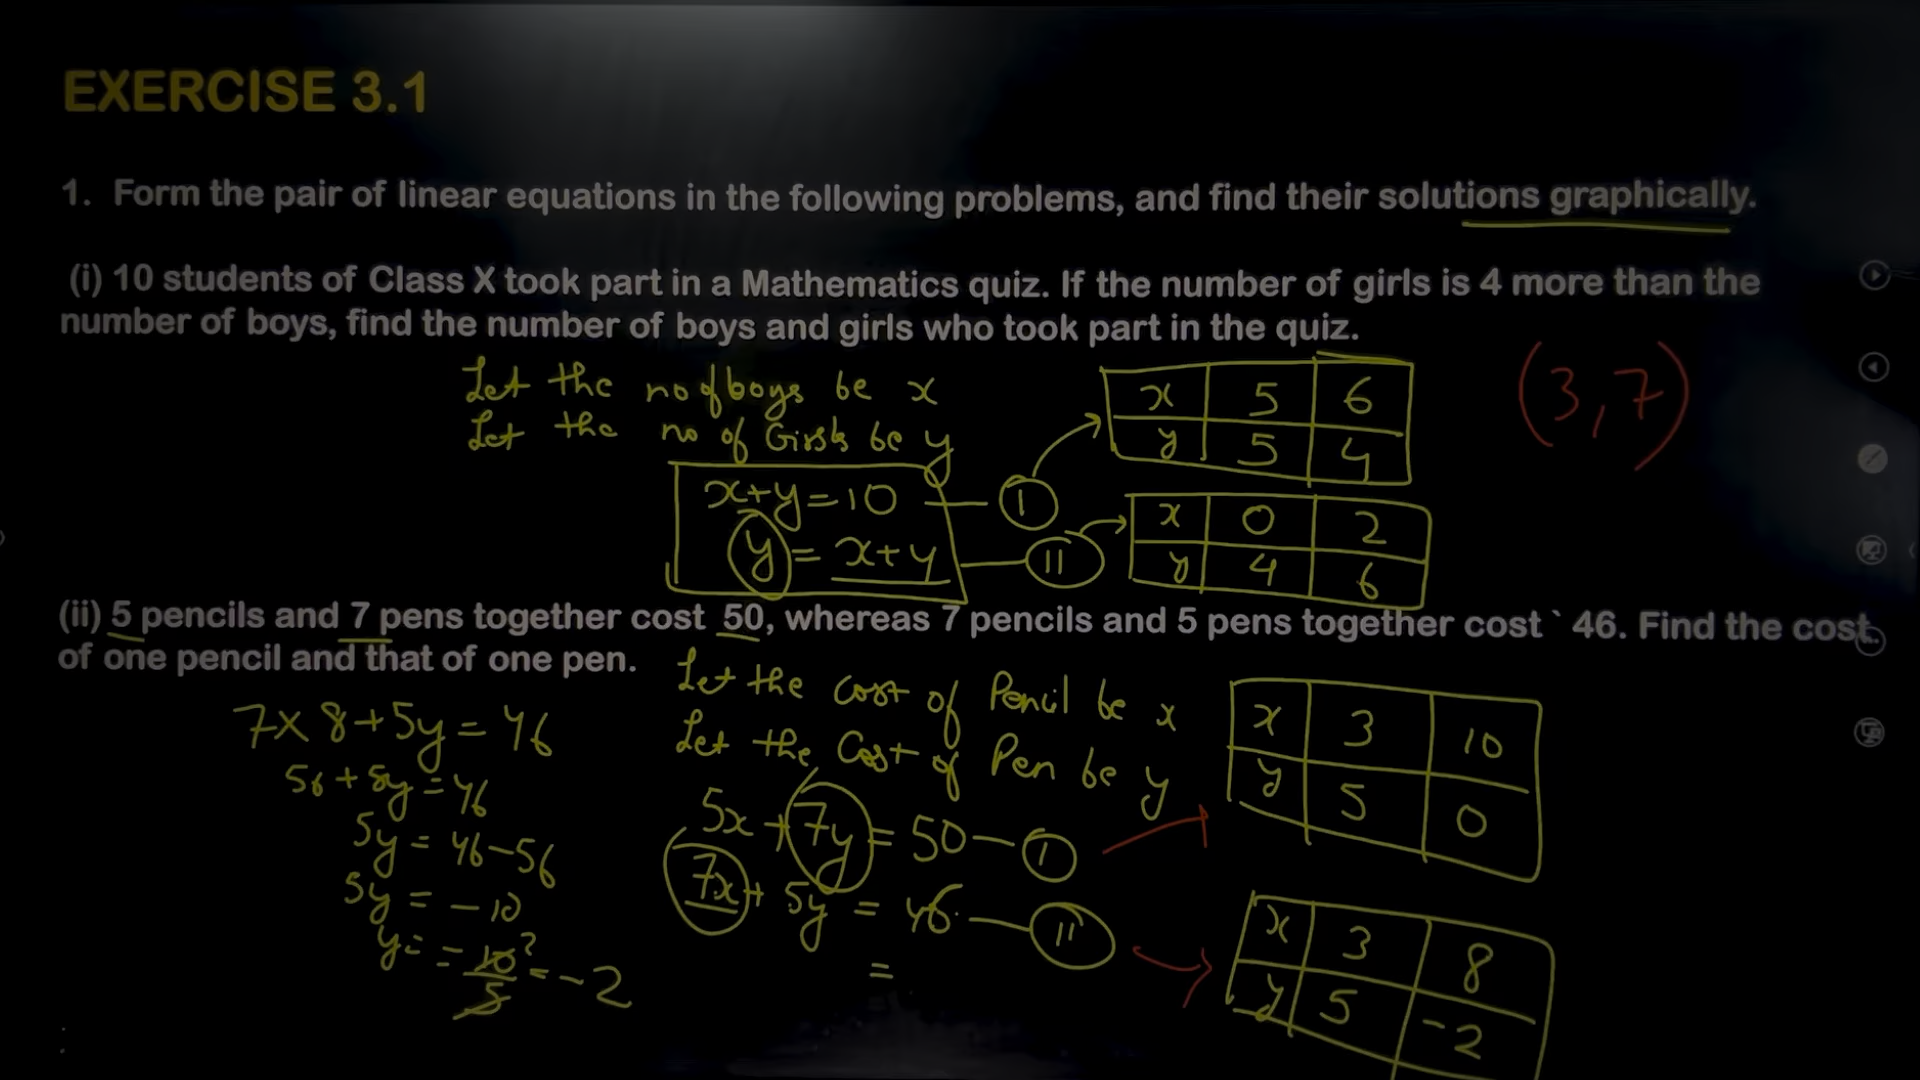 EXERCISE 3.1
1. Form the pair of linear equations in the following problems, and find their solutions graphically.
(i) 10 students of Class X took part in a Mathematics quiz. If the number of girls is 4 more than the
number of boys, find the number of boys and girls who took part in the quiz.
Let the no of boys be x
Let the no of Girls be y
x+y=10 — I
y = x+4 — II
x 5 6
y 5 4
x 0 2
y 4 6
(3,7)
(ii) 5 pencils and 7 pens together cost 50, whereas 7 pencils and 5 pens together cost ` 46. Find the cost
of one pencil and that of one pen.
Let the cost of Pencil be x
Let the Cost of Pen be y
5x+7y=50 — I
7x+5y=46 — II
=
7x8+5y=46
56+5y=46
5y=46-56
5y=-10
y==-10/5 2=-2
x 3 10
y 5 0
x 3 8
y 5 -2